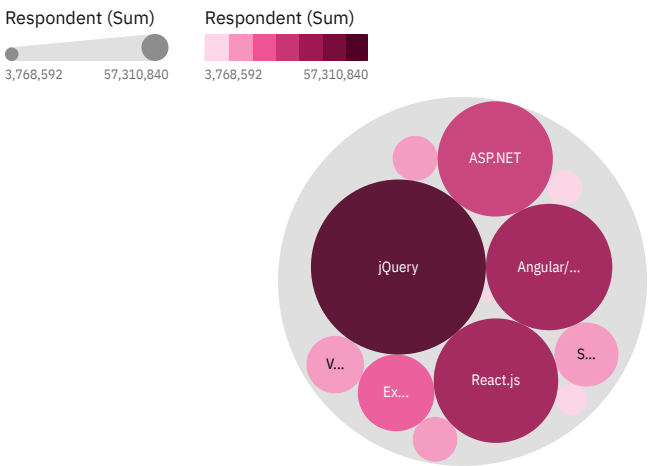 Respondent (Sum)
3,768,592 57,310,840
Respondent (Sum)
3,768,592 57,310,840
ASP.NET
jQuery
Angular/...
V...
Ex...
React.js
S...